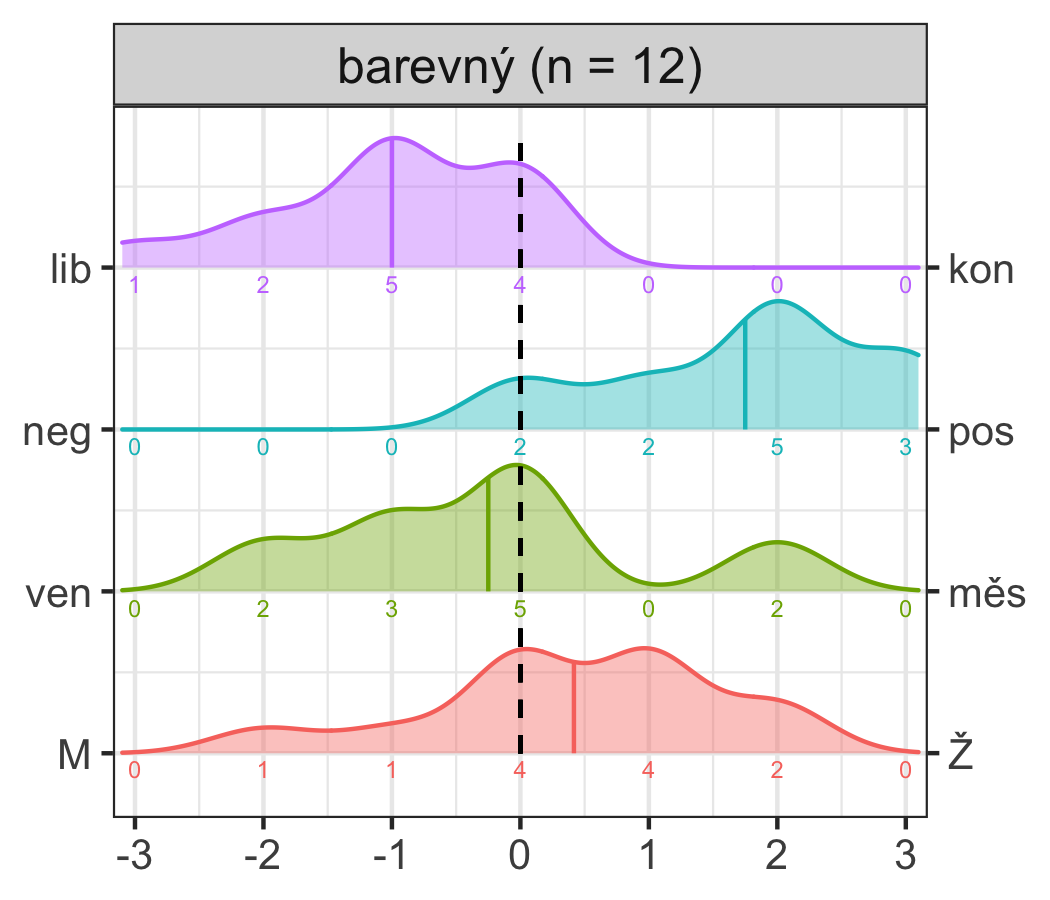 barevný (n = 12)
lib kon
1 2 5 4 0 0 0
neg pos
0 0 0 2 2 5 3
ven měs
0 2 3 5 0 2 0
M Ž
0 1 1 4 4 2 0
-3 -2 -1 0 1 2 3